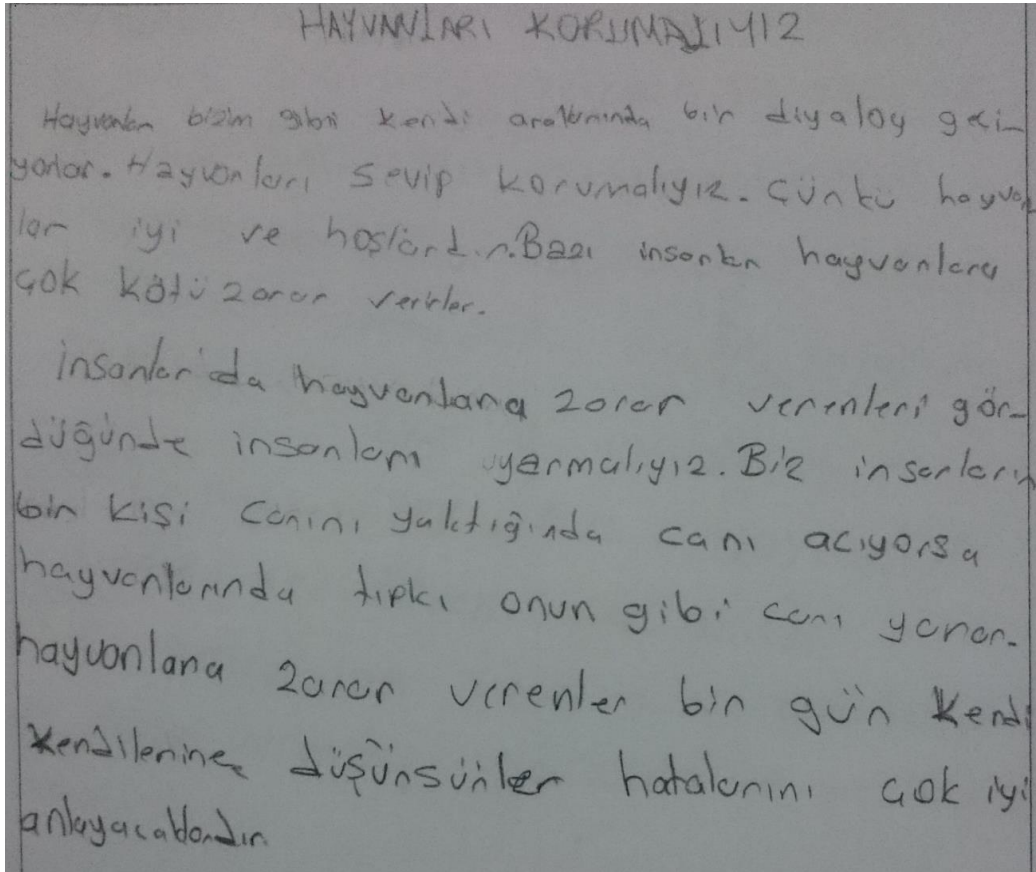 HAYVANLARI KORUMALIYIZ
Hayvanlar bizim gibi kendi aralarında bir diyalog geçi-
yorlar. Hayvanları sevip korumalıyız. Çünkü hayvan
lar iyi ve hoşlardır. Bazı insanlar hayvanlara
çok kötü zarar verirler.
İnsanlar'da hayvanlara zarar verenleri gör-
düğünde insanları uyarmalıyız. Biz insanların
bir kişi canını yaktığında canı acıyorsa
hayvanlarında tıpkı onun gibi canı yanar.
hayvanlara zarar verenler bir gün kendi
kendilerine düşünsünler hatalarını çok iyi
anlayacaklardır.